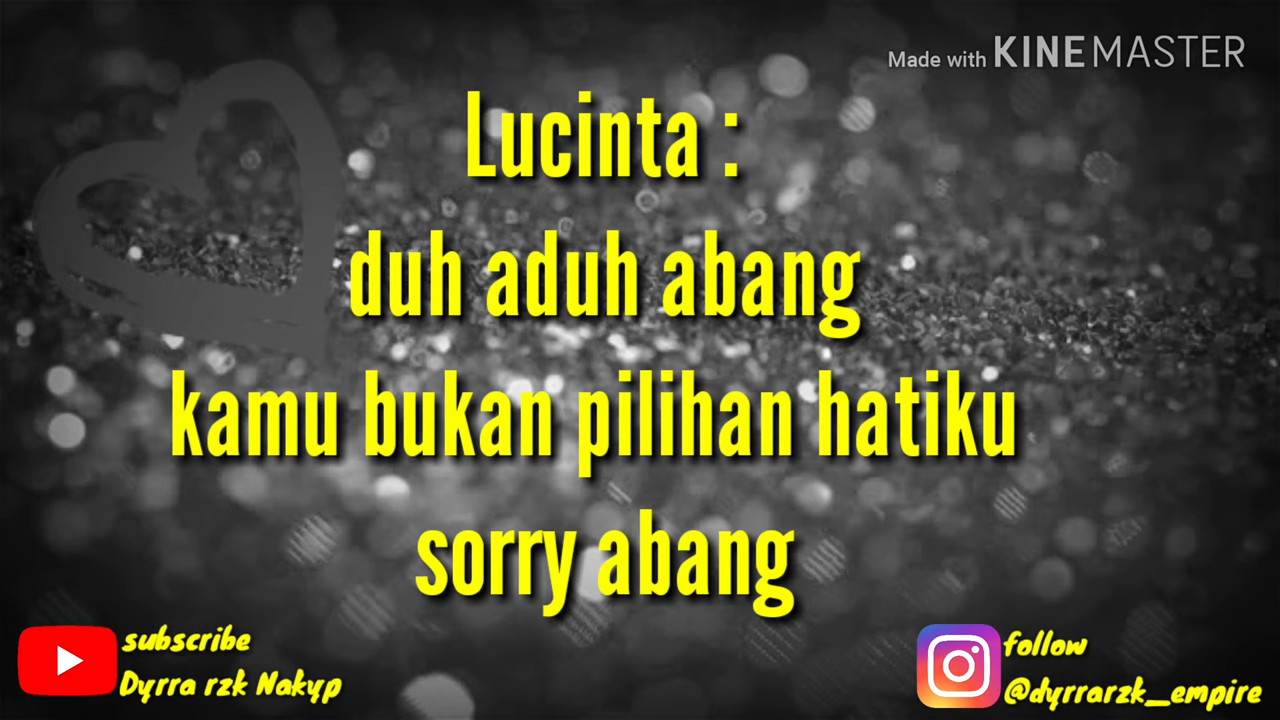 Made with KINEMASTER
Lucinta :
duh aduh abang
kamu bukan pilihan hatiku
sorry abang
subscribe
Dyrra rzk Nakyp
follow
@dyrrarzk_empire